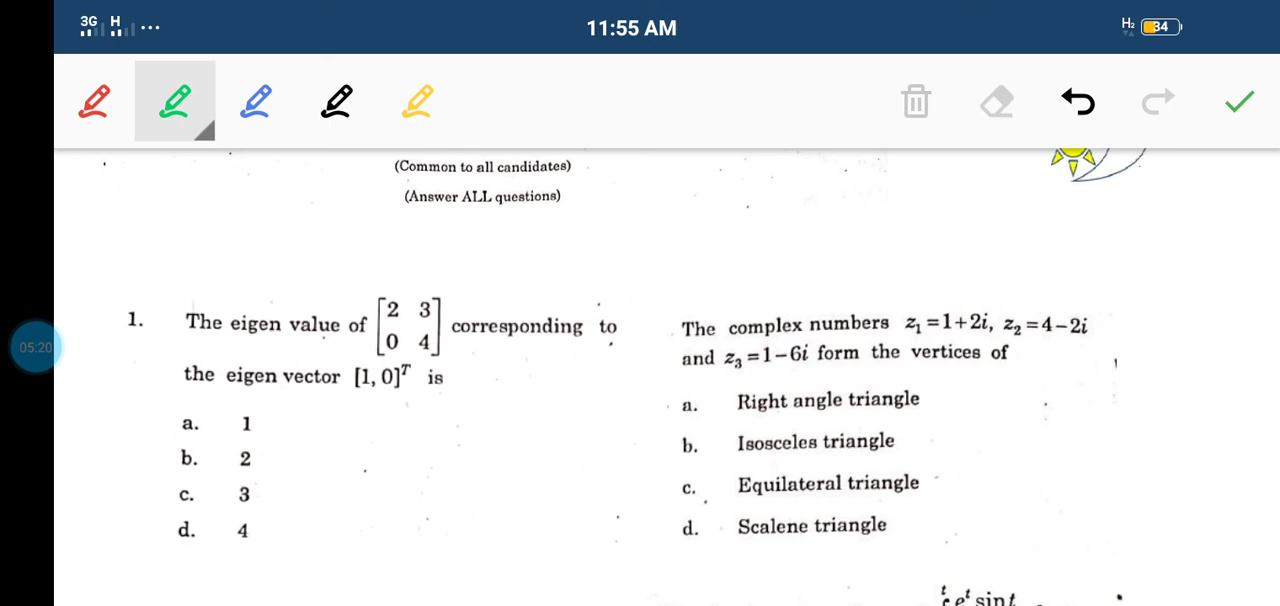 3G H ...
11:55 AM
H2 34
(Common to all candidates)
(Answer ALL questions)
05:20
1. The eigen value of [2 3
0 4] corresponding to
the eigen vector [1, 0]ᵀ is
a. 1
b. 2
c. 3
d. 4
The complex numbers z₁=1+2i, z₂=4−2i
and z₃=1−6i form the vertices of
a. Right angle triangle
b. Isosceles triangle
c. Equilateral triangle
d. Scalene triangle
t
eᵗ sin t